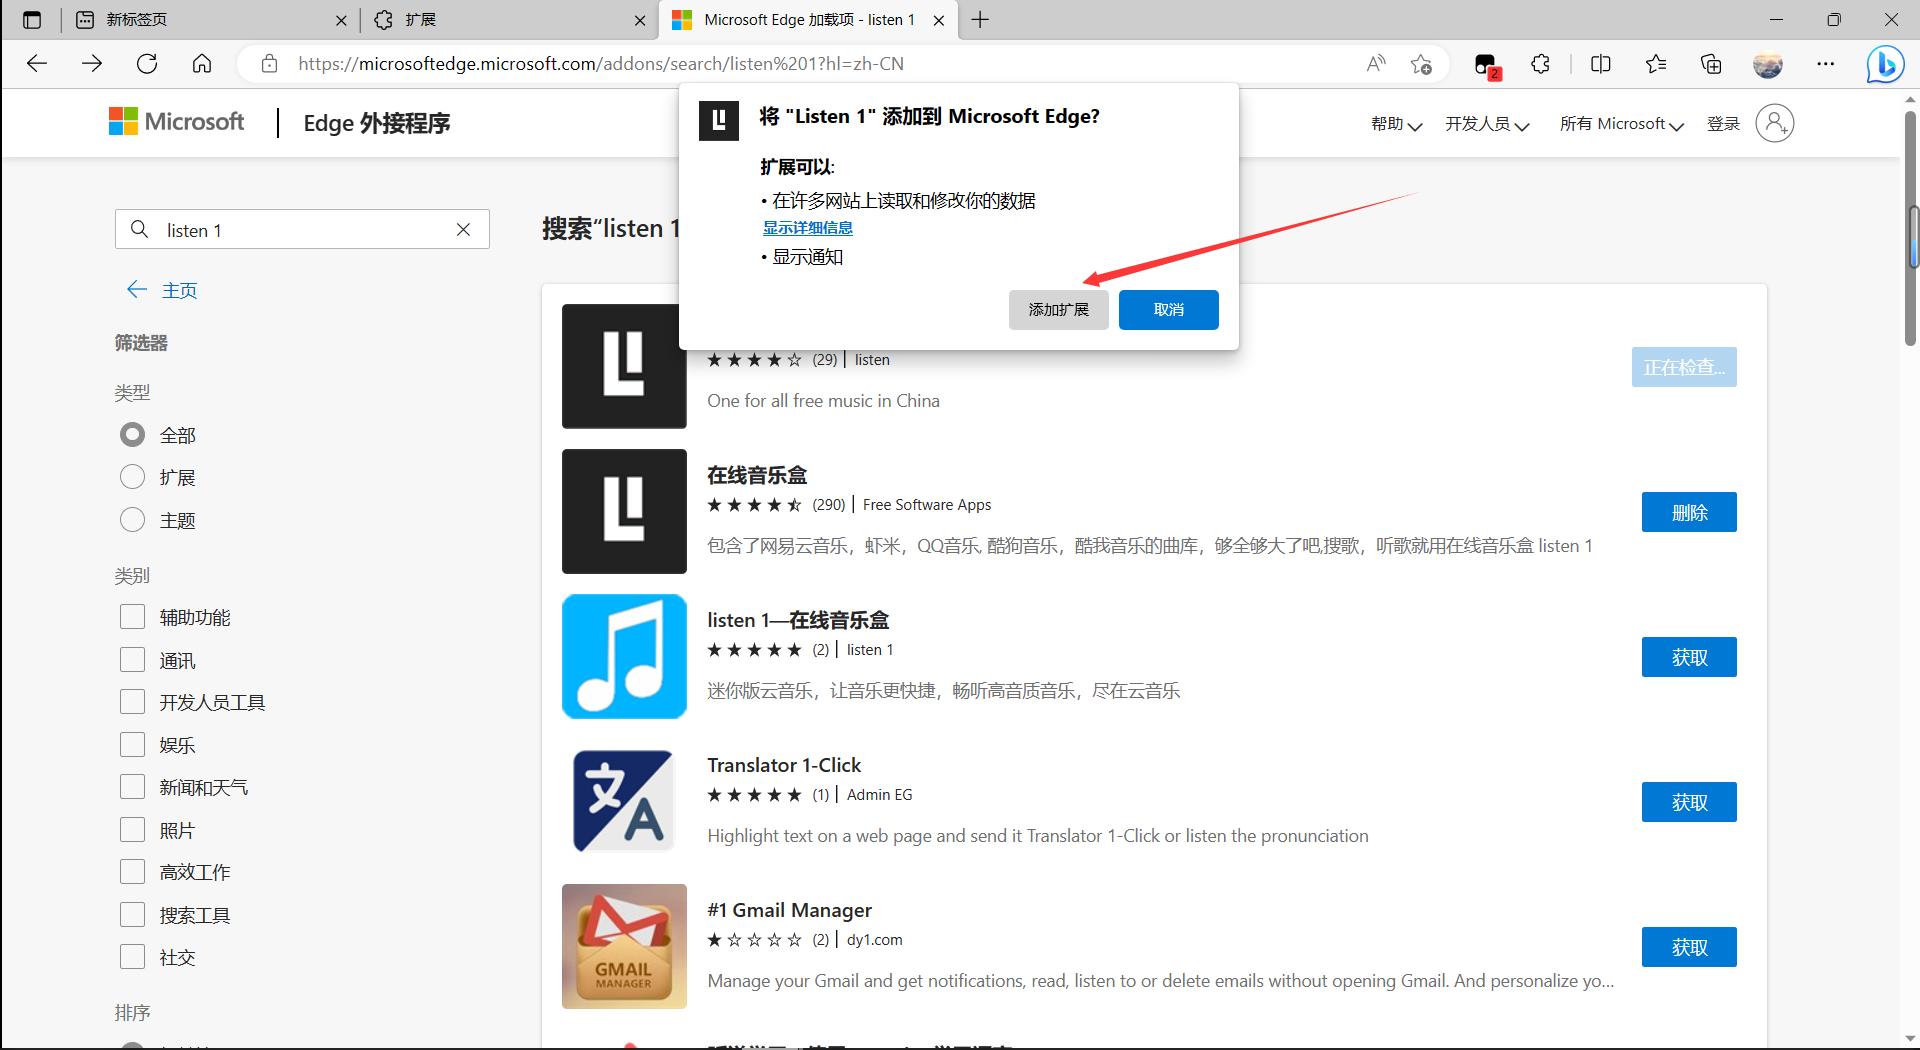 新标签页
扩展
Microsoft Edge 加载项 - listen 1
https://microsoftedge.microsoft.com/addons/search/listen%201?hl=zh-CN
2
Microsoft
Edge 外接程序
帮助
开发人员
所有 Microsoft
登录
将 "Listen 1" 添加到 Microsoft Edge?
扩展可以:
• 在许多网站上读取和修改你的数据
显示详细信息
• 显示通知
添加扩展
取消
listen 1
主页
筛选器
类型
全部
扩展
主题
类别
辅助功能
通讯
开发人员工具
娱乐
新闻和天气
照片
高效工作
搜索工具
社交
排序
搜索“listen 1
(29) | listen
One for all free music in China
正在检查...
在线音乐盒
(290) | Free Software Apps
包含了网易云音乐，虾米，QQ音乐, 酷狗音乐，酷我音乐的曲库，够全够大了吧,搜歌，听歌就用在线音乐盒 listen 1
删除
listen 1—在线音乐盒
(2) | listen 1
迷你版云音乐，让音乐更快捷，畅听高音质音乐，尽在云音乐
获取
Translator 1-Click
(1) | Admin EG
Highlight text on a web page and send it Translator 1-Click or listen the pronunciation
获取
GMAIL
MANAGER
#1 Gmail Manager
(2) | dy1.com
Manage your Gmail and get notifications, read, listen to or delete emails without opening Gmail. And personalize yo...
获取